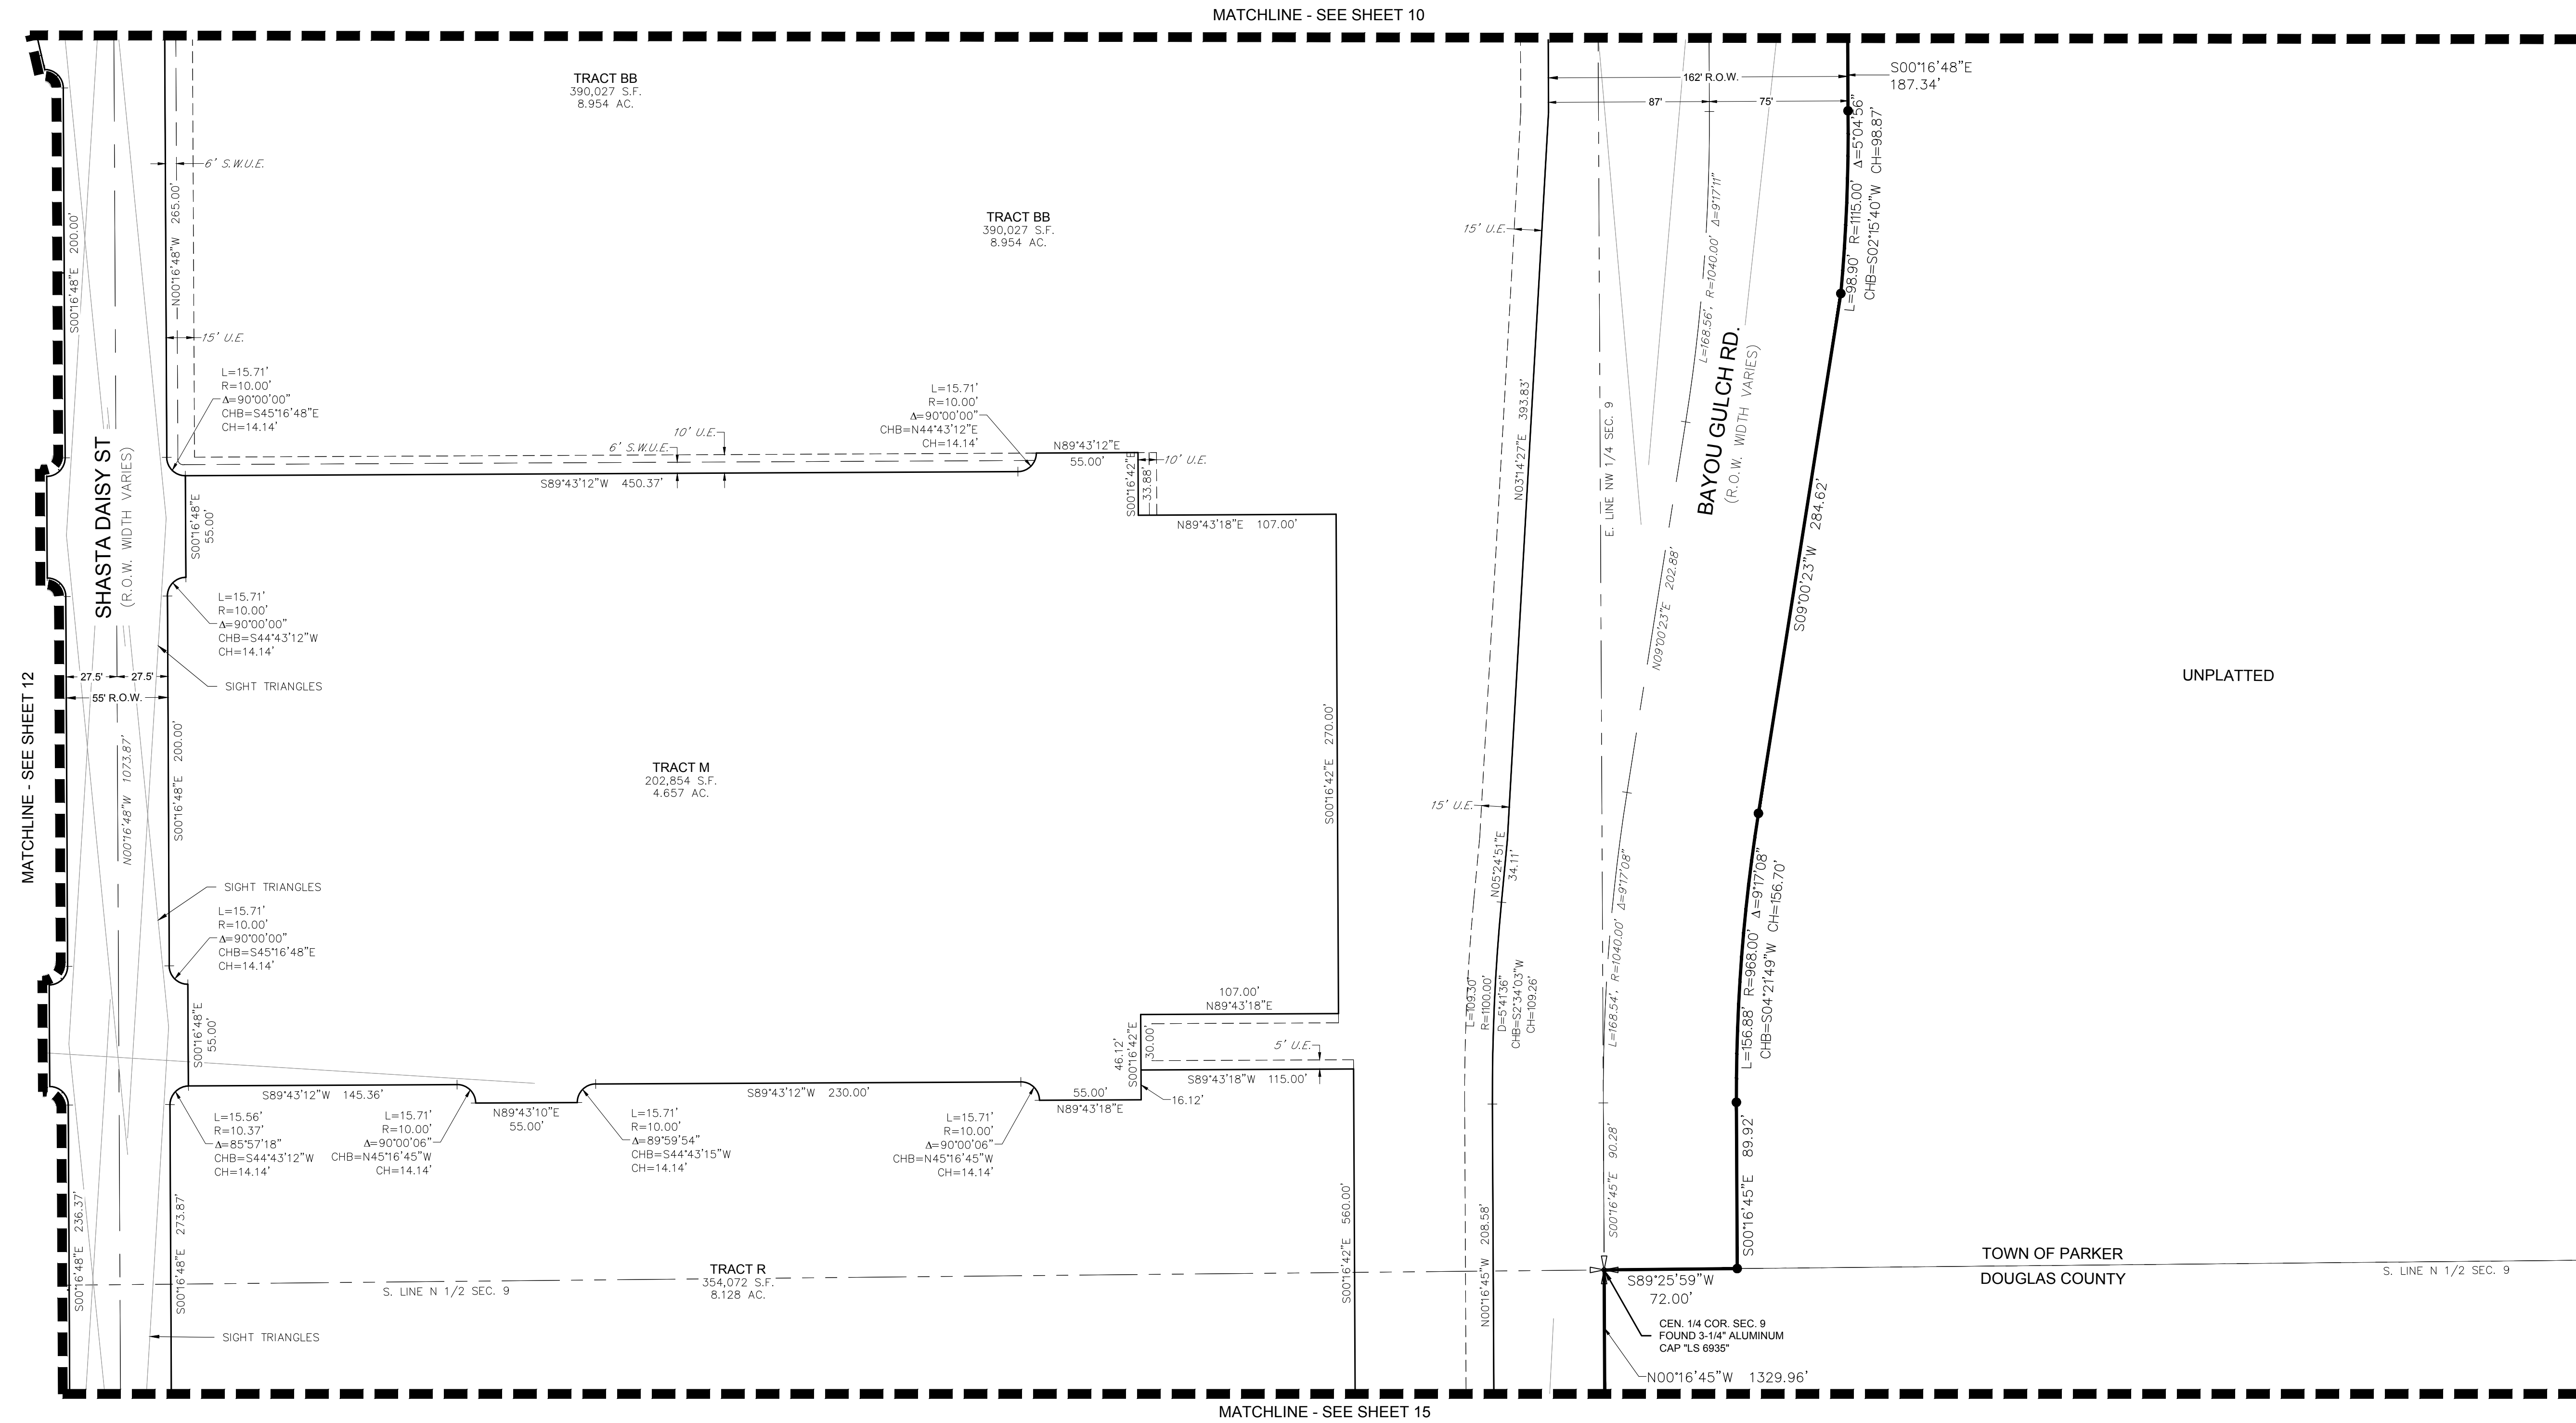 MATCHLINE - SEE SHEET 10
TRACT BB
390,027 S.F.
8.954 AC.
162' R.O.W.
87'
75'
S00°16'48"E
187.34'
L=98.90' R=1115.00' Δ=5°04'56"
CHB=S02°15'40"W CH=98.87'
6' S.W.U.E.
S00°16'48"E 200.00'
N00°16'48"W 265.00'
TRACT BB
390,027 S.F.
8.954 AC.
15' U.E.
L=168.56', R=1040.00' Δ=9°17'11"
15' U.E.
L=15.71'
R=10.00'
Δ=90°00'00"
CHB=S45°16'48"E
CH=14.14'
L=15.71'
R=10.00'
Δ=90°00'00"
CHB=N44°43'12"E
CH=14.14'
10' U.E.
6' S.W.U.E.
N89°43'12"E
55.00'
10' U.E.
S00°16'42"E
33.88'
S89°43'12"W 450.37'
N89°43'18"E 107.00'
N03°14'27"E 393.83'
E. LINE NW 1/4 SEC. 9
BAYOU GULCH RD.
(R.O.W. WIDTH VARIES)
S09°00'23"W 284.62'
N09°00'23"E 202.88'
SHASTA DAISY ST
(R.O.W. WIDTH VARIES)
S00°16'48"E
55.00'
L=15.71'
R=10.00'
Δ=90°00'00"
CHB=S44°43'12"W
CH=14.14'
27.5'
27.5'
SIGHT TRIANGLES
55' R.O.W.
UNPLATTED
MATCHLINE - SEE SHEET 12
N00°16'48"W 1073.87'
S00°16'48"E 200.00'
TRACT M
202,854 S.F.
4.657 AC.
S00°16'42"E 270.00'
15' U.E.
N05°24'51"E
34.11'
SIGHT TRIANGLES
L=15.71'
R=10.00'
Δ=90°00'00"
CHB=S45°16'48"E
CH=14.14'
L=109.30'
R=1100.00'
D=5°41'36"
CHB=S2°34'03"W
CH=109.26'
L=168.54', R=1040.00' Δ=9°17'08"
L=156.88' R=968.00' Δ=9°17'08"
CHB=S04°21'49"W CH=156.70'
S00°16'48"E
55.00'
107.00'
N89°43'18"E
46.12'
S00°16'42"E
30.00'
5' U.E.
S89°43'18"W 115.00'
S89°43'12"W 145.36'
N89°43'10"E
55.00'
S89°43'12"W 230.00'
55.00'
N89°43'18"E
16.12'
L=15.56'
R=10.37'
Δ=85°57'18"
CHB=S44°43'12"W
CH=14.14'
L=15.71'
R=10.00'
Δ=90°00'06"
CHB=N45°16'45"W
CH=14.14'
L=15.71'
R=10.00'
Δ=89°59'54"
CHB=S44°43'15"W
CH=14.14'
L=15.71'
R=10.00'
Δ=90°00'06"
CHB=N45°16'45"W
CH=14.14'
S00°16'45"E 90.28'
S00°16'45"E 89.92'
S00°16'48"E 236.37'
S00°16'48"E 273.87'
TRACT R
354,072 S.F.
8.128 AC.
S. LINE N 1/2 SEC. 9
S00°16'42"E 560.00'
N00°16'45"W 208.58'
S89°25'59"W
72.00'
TOWN OF PARKER
DOUGLAS COUNTY
S. LINE N 1/2 SEC. 9
SIGHT TRIANGLES
CEN. 1/4 COR. SEC. 9
FOUND 3-1/4" ALUMINUM
CAP "LS 6935"
N00°16'45"W 1329.96'
MATCHLINE - SEE SHEET 15